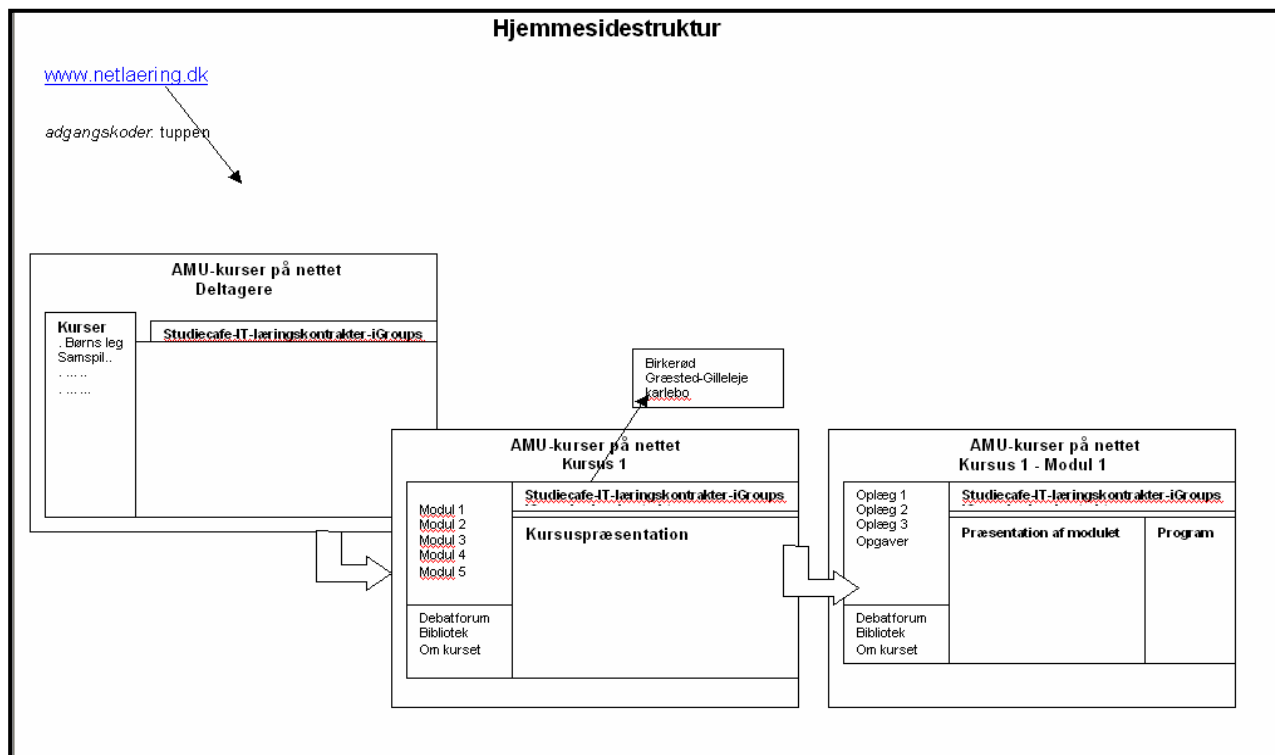 Hjemmesidestruktur
www.netlaering.dk
adgangskoder: tuppen
AMU-kurser på nettet
Deltagere
Kurser
. Børns leg
Samspil..
. ... ..
. ... ...
Studiecafe-IT-læringskontrakter-iGroups
Birkerød
Græsted-Gilleleje
karlebo
AMU-kurser på nettet
Kursus 1
Modul 1
Modul 2
Modul 3
Modul 4
Modul 5
Debatforum
Bibliotek
Om kurset
Studiecafe-IT-læringskontrakter-iGroups
Kursuspræsentation
AMU-kurser på nettet
Kursus 1 - Modul 1
Oplæg 1
Oplæg 2
Oplæg 3
Opgaver
Debatforum
Bibliotek
Om kurset
Studiecafe-IT-læringskontrakter-iGroups
Præsentation af modulet
Program